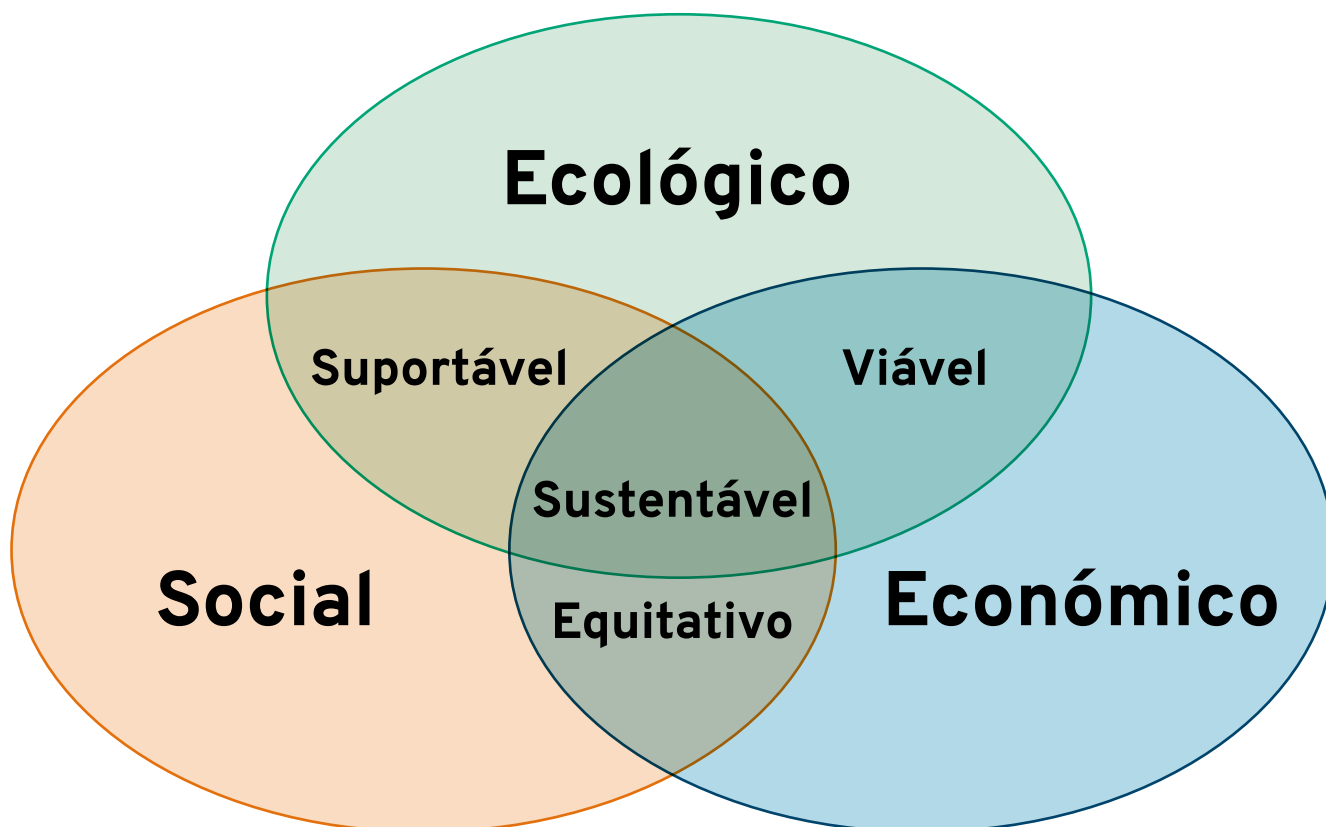 Ecológico
Suportável
Viável
Sustentável
Social
Económico
Equitativo